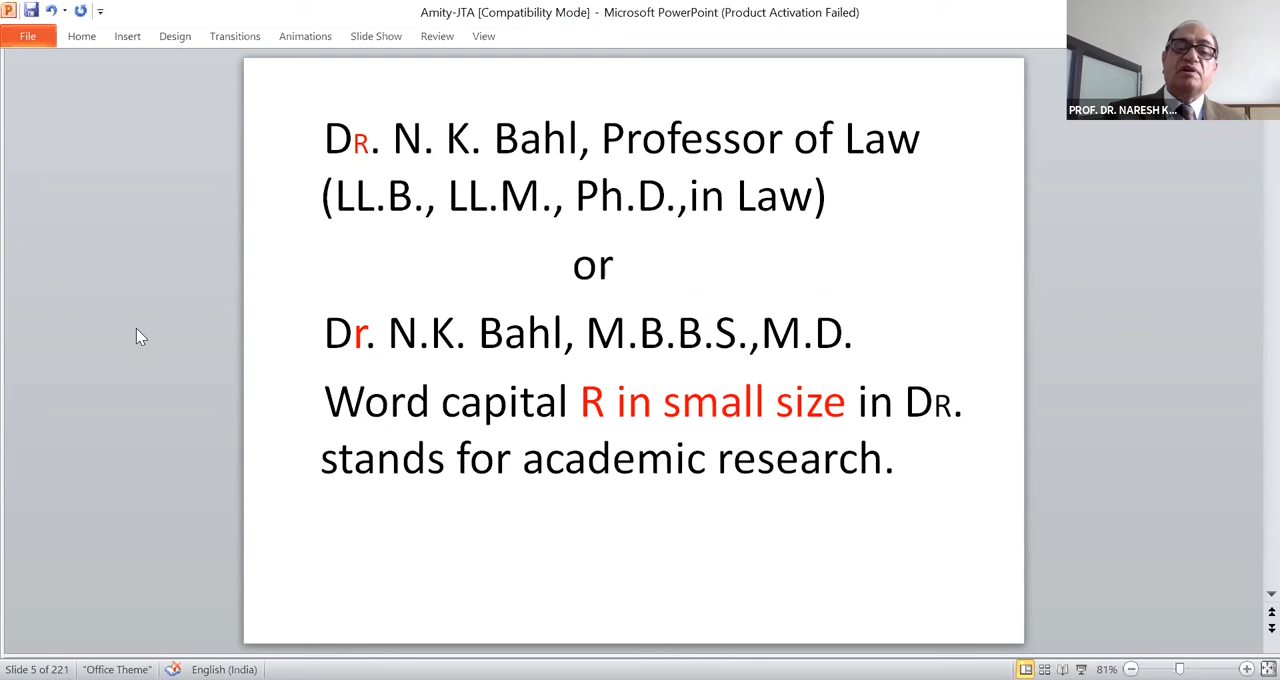 Amity-JTA [Compatibility Mode] - Microsoft PowerPoint (Product Activation Failed)
File Home Insert Design Transitions Animations Slide Show Review View
DR. N. K. Bahl, Professor of Law
(LL.B., LL.M., Ph.D.,in Law)
or
Dr. N.K. Bahl, M.B.B.S.,M.D.
Word capital R in small size in DR.
stands for academic research.
PROF. DR. NARESH K...
Slide 5 of 221 "Office Theme" English (India) 81%